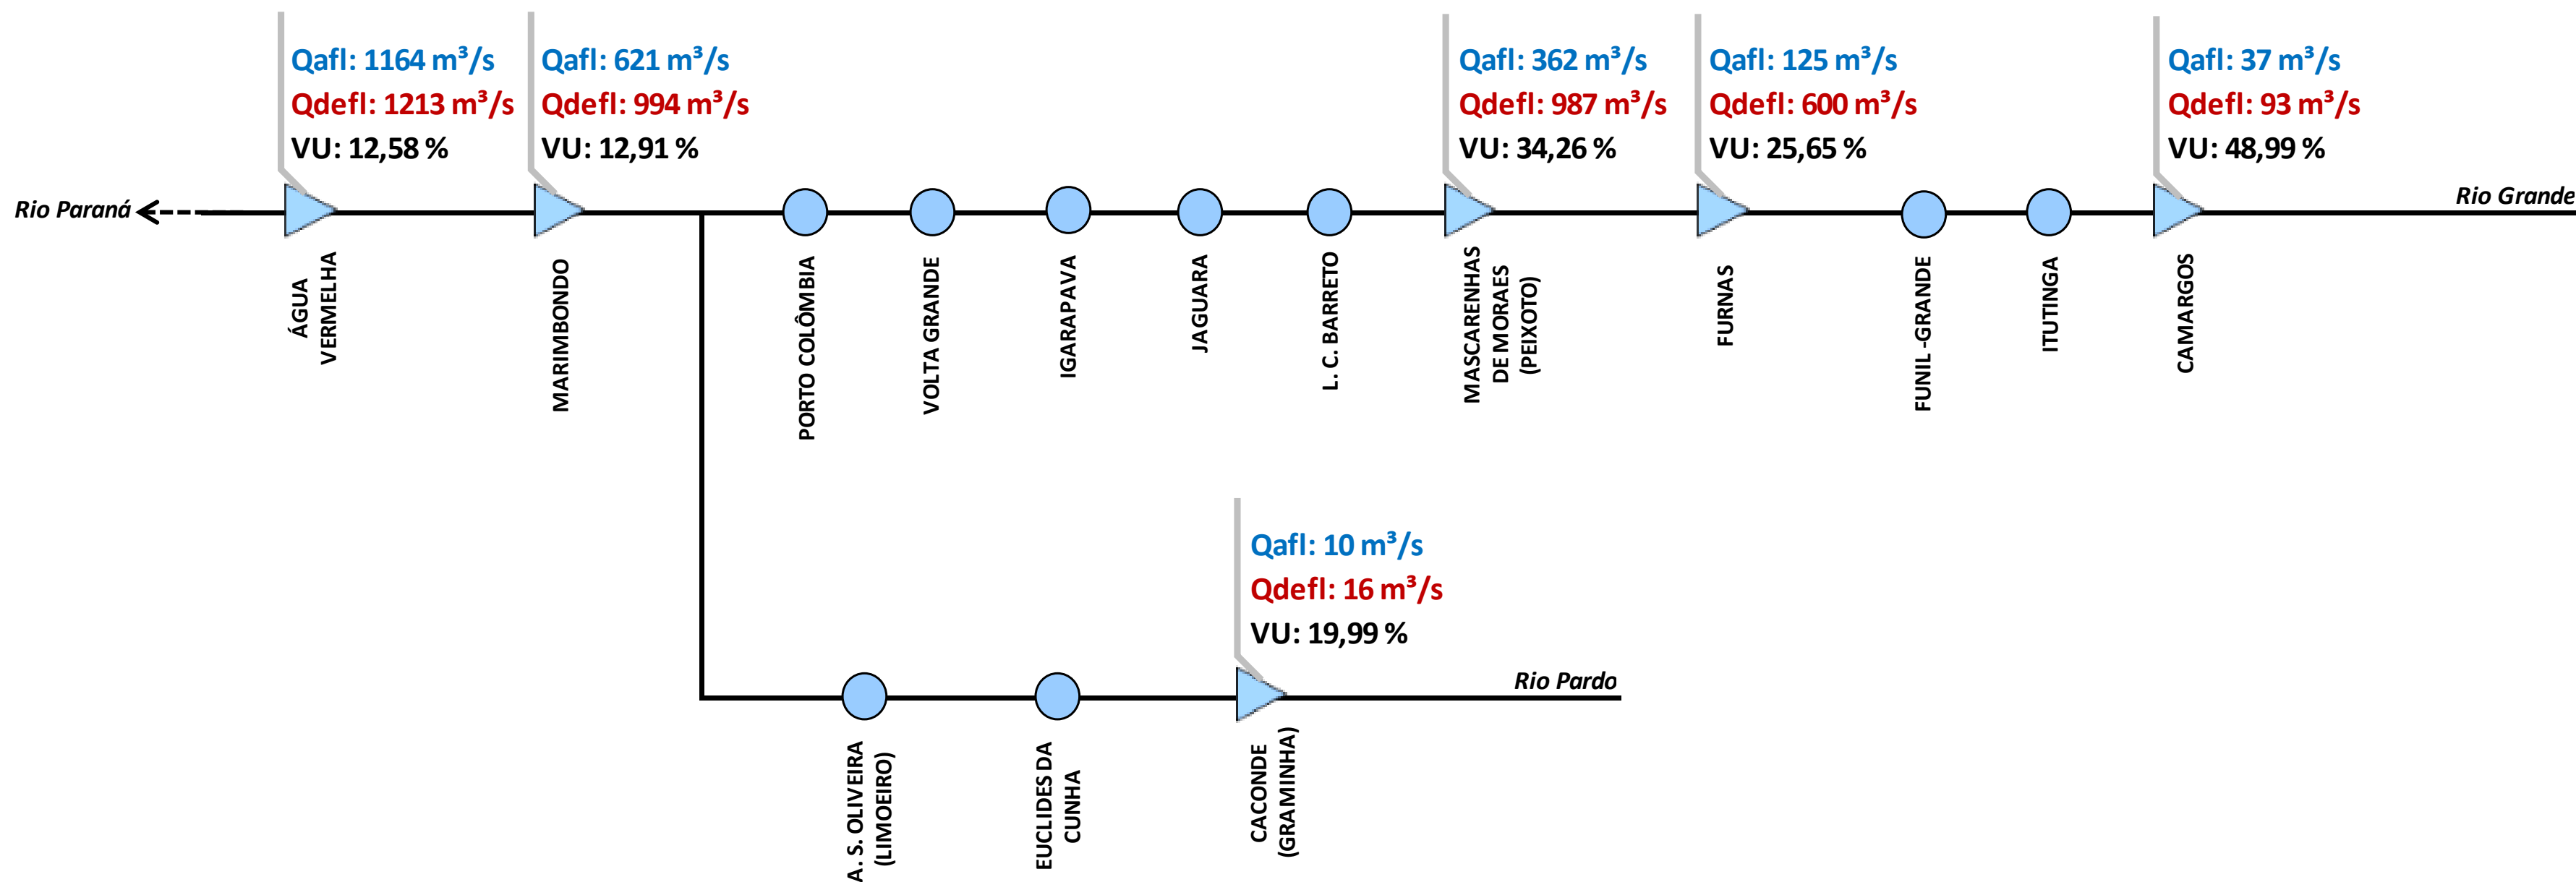 Qafl: 1164 m³/s
Qdefl: 1213 m³/s
VU: 12,58 %
Qafl: 621 m³/s
Qdefl: 994 m³/s
VU: 12,91 %
Qafl: 362 m³/s
Qdefl: 987 m³/s
VU: 34,26 %
Qafl: 125 m³/s
Qdefl: 600 m³/s
VU: 25,65 %
Qafl: 37 m³/s
Qdefl: 93 m³/s
VU: 48,99 %
Rio Paraná
Rio Grande
ÁGUA
VERMELHA
MARIMBONDO
PORTO COLÔMBIA
VOLTA GRANDE
IGARAPAVA
JAGUARA
L. C. BARRETO
MASCARENHAS
DE MORAES
(PEIXOTO)
FURNAS
FUNIL -GRANDE
ITUTINGA
CAMARGOS
Qafl: 10 m³/s
Qdefl: 16 m³/s
VU: 19,99 %
Rio Pardo
A. S. OLIVEIRA
(LIMOEIRO)
EUCLIDES DA
CUNHA
CACONDE
(GRAMINHA)